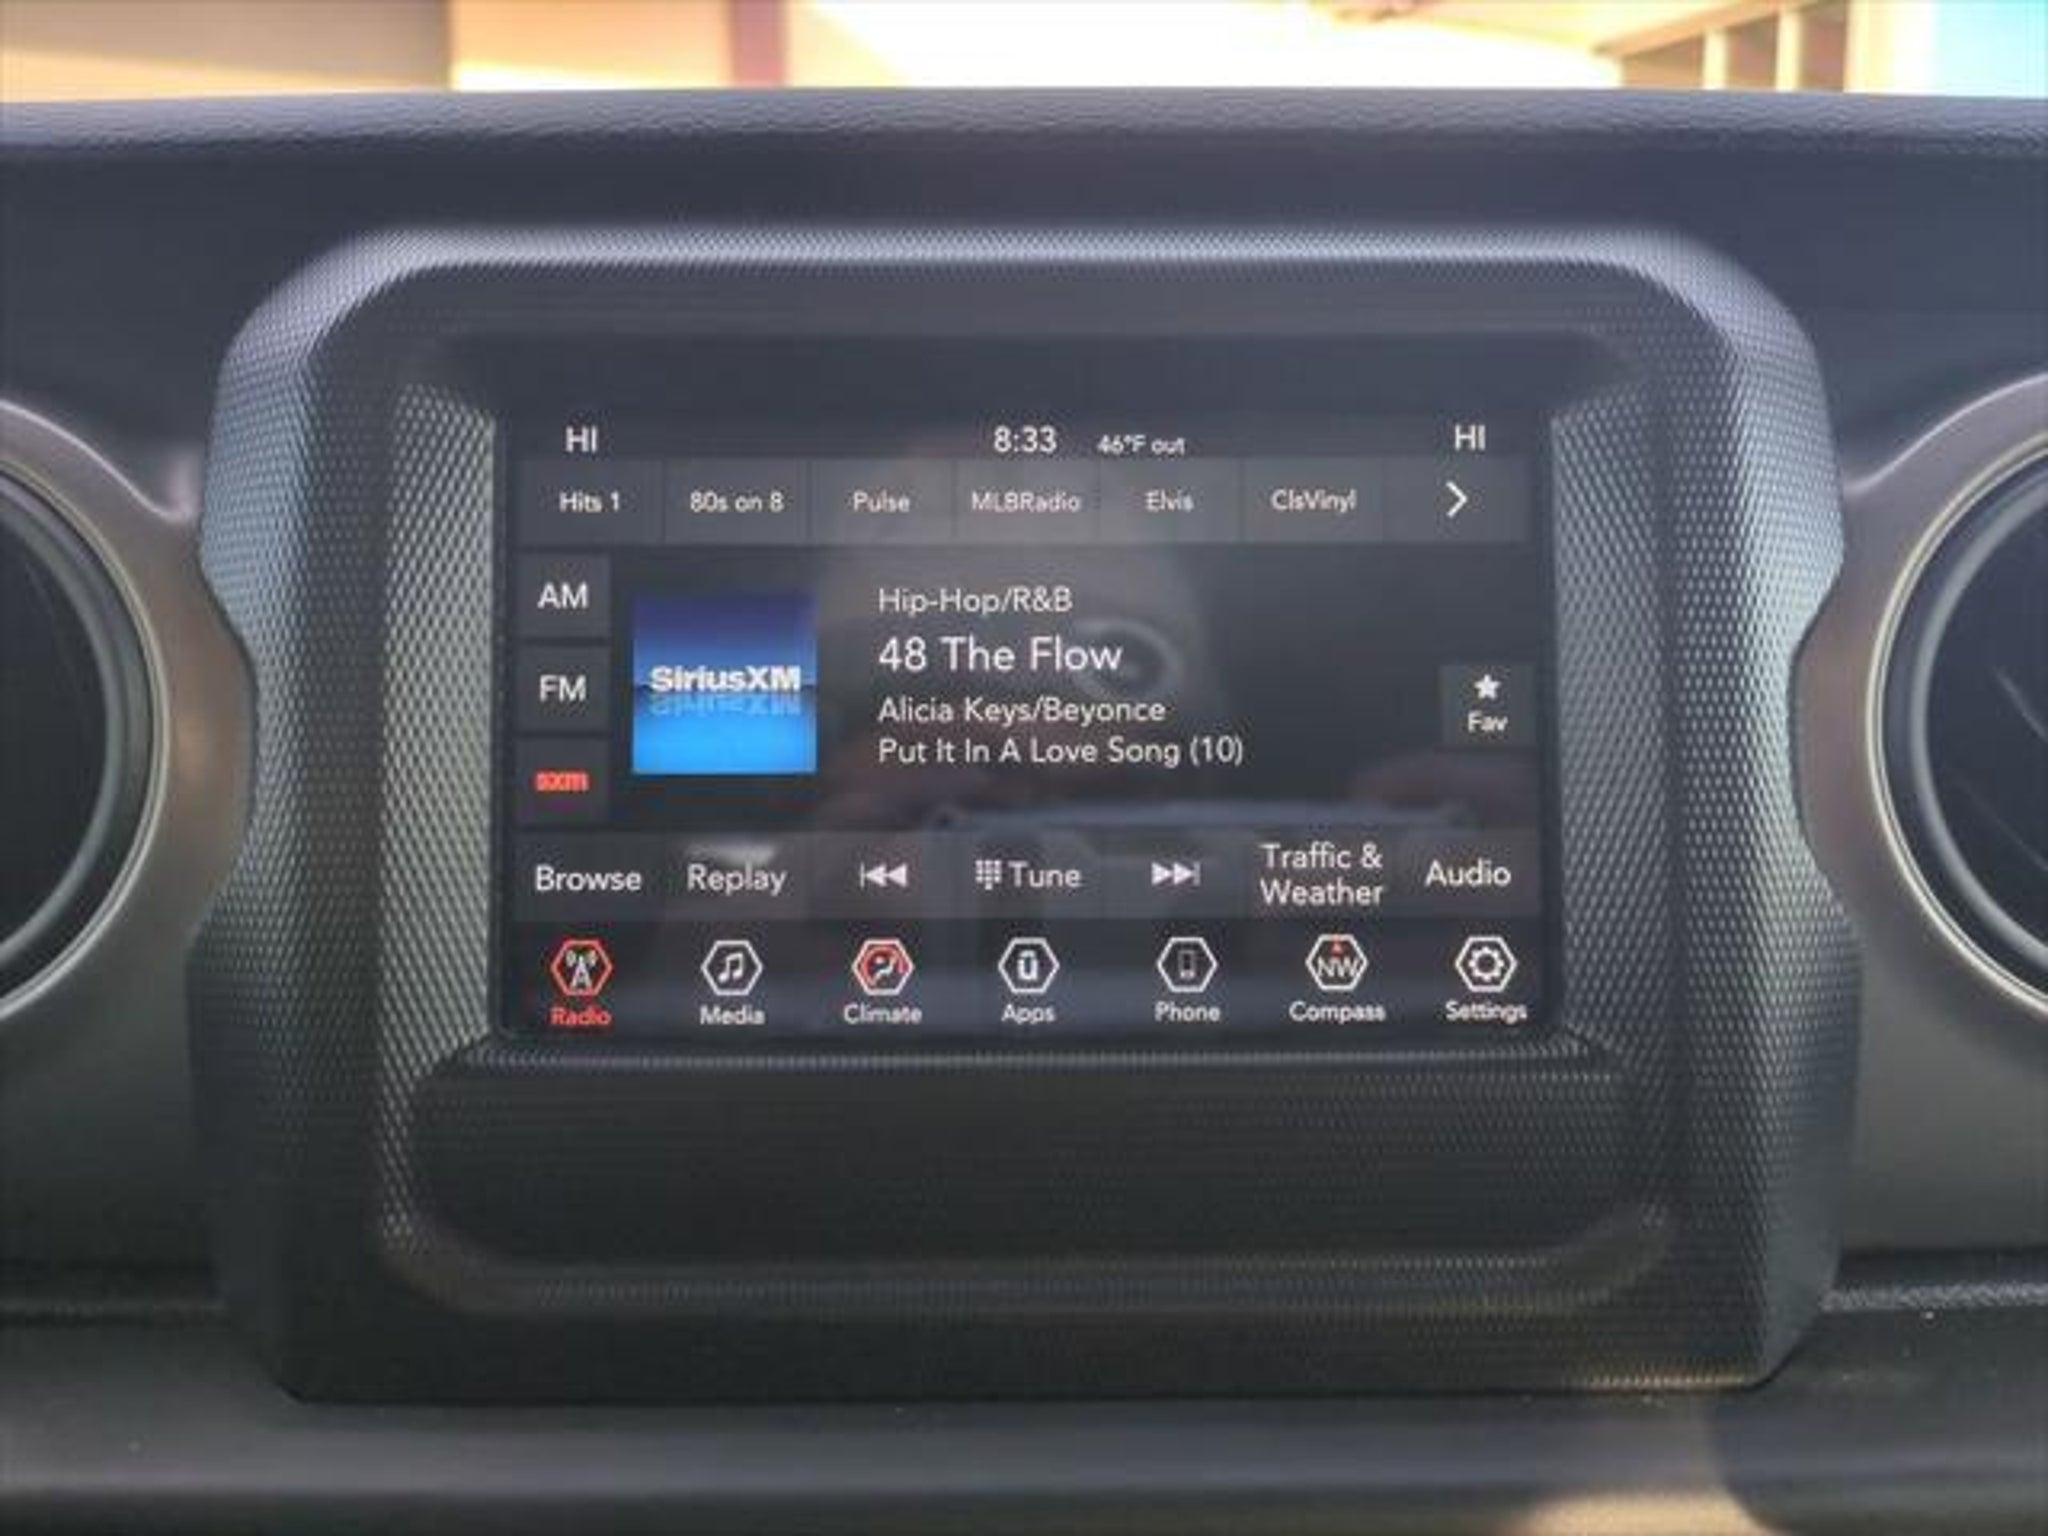 HI 8:33 46°F out HI
Hits 1 80s on 8 Pulse MLBRadio Elvis ClsVinyl
AM
FM
sxm
SiriusXM
Hip-Hop/R&B
48 The Flow
Alicia Keys/Beyonce
Put It In A Love Song (10)
Fav
Browse Replay Tune Traffic & Weather Audio
NW
Radio Media Climate Apps Phone Compass Settings